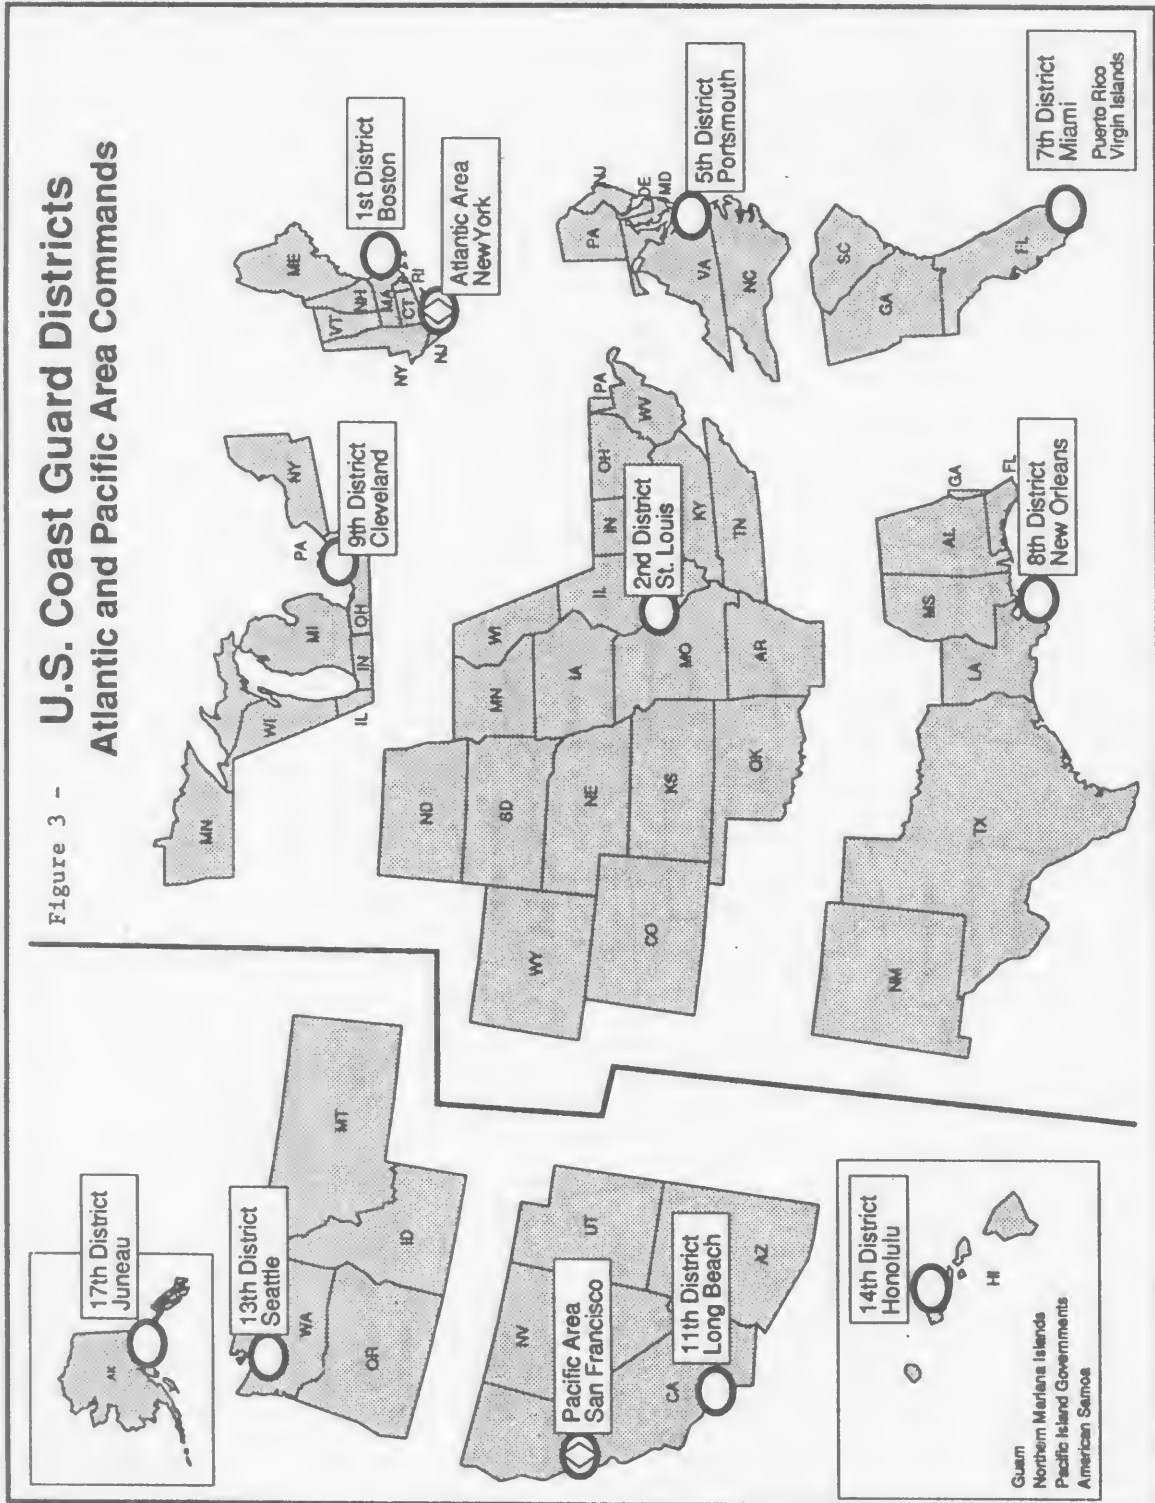 Figure 3 - U.S. Coast Guard Districts
Atlantic and Pacific Area Commands
17th District
Juneau
AK
13th District
Seattle
WA
MT
OR
ID
Pacific Area
San Francisco
NV
UT
CA
AZ
11th District
Long Beach
14th District
Honolulu
HI
Guam
Northern Mariana Islands
Pacific Island Governments
American Samoa
MN
WI
MI
IL
IN
OH
PA
NY
9th District
Cleveland
ME
VT
NH
MA
CT
RI
NY
NJ
1st District
Boston
Atlantic Area
NewYork
ND
SD
MN
WI
WY
NE
IA
IL
IN
OH
PA
WV
CO
KS
MO
KY
OK
AR
TN
2nd District
St. Louis
PA
NJ
DE
MD
VA
NC
5th District
Portsmouth
NM
TX
LA
MS
AL
GA
FL
8th District
New Orleans
SC
GA
FL
7th District
Miami
Puerto Rico
Virgin Islands